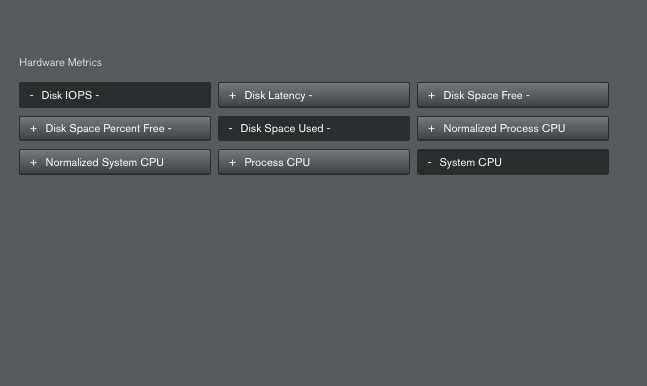 Hardware Metrics
- Disk IOPS -
+ Disk Latency -
+ Disk Space Free -
+ Disk Space Percent Free -
- Disk Space Used -
+ Normalized Process CPU
+ Normalized System CPU
+ Process CPU
- System CPU